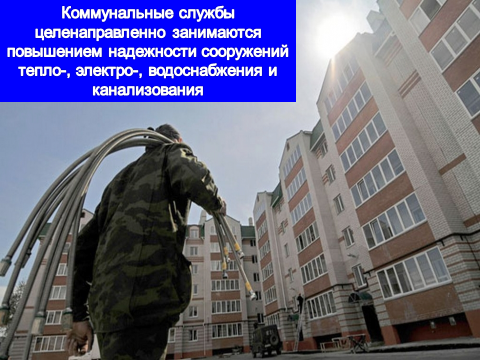 Коммунальные службы
целенаправленно занимаются
повышением надежности сооружений
тепло-, электро-, водоснабжения и
канализования